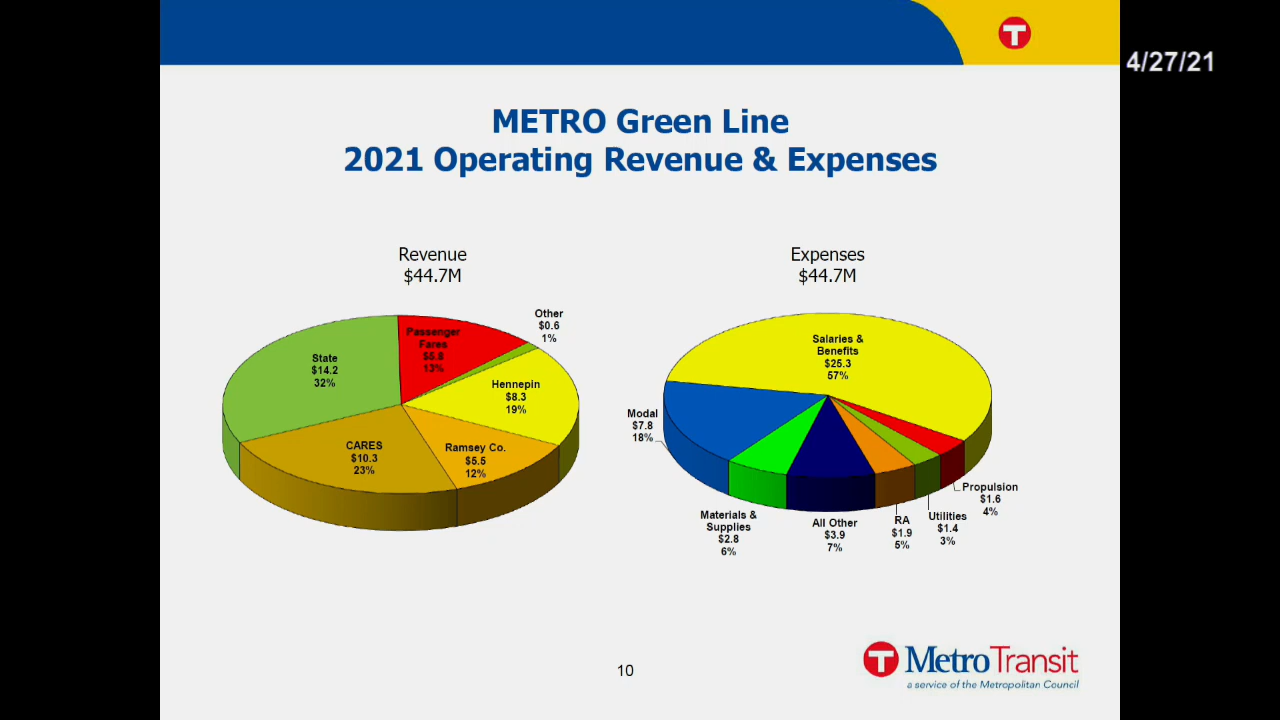 4/27/21
METRO Green Line
2021 Operating Revenue & Expenses
Revenue
$44.7M
Other
$0.6
1%
Passenger
Fares
$5.8
13%
State
$14.2
32%
Hennepin
$8.3
19%
CARES
$10.3
23%
Ramsey Co.
$5.5
12%
Expenses
$44.7M
Salaries &
Benefits
$25.3
57%
Modal
$7.8
18%
Materials &
Supplies
$2.8
6%
All Other
$3.9
7%
RA
$1.9
5%
Utilities
$1.4
3%
Propulsion
$1.6
4%
10
T MetroTransit
a service of the Metropolitan Council
T